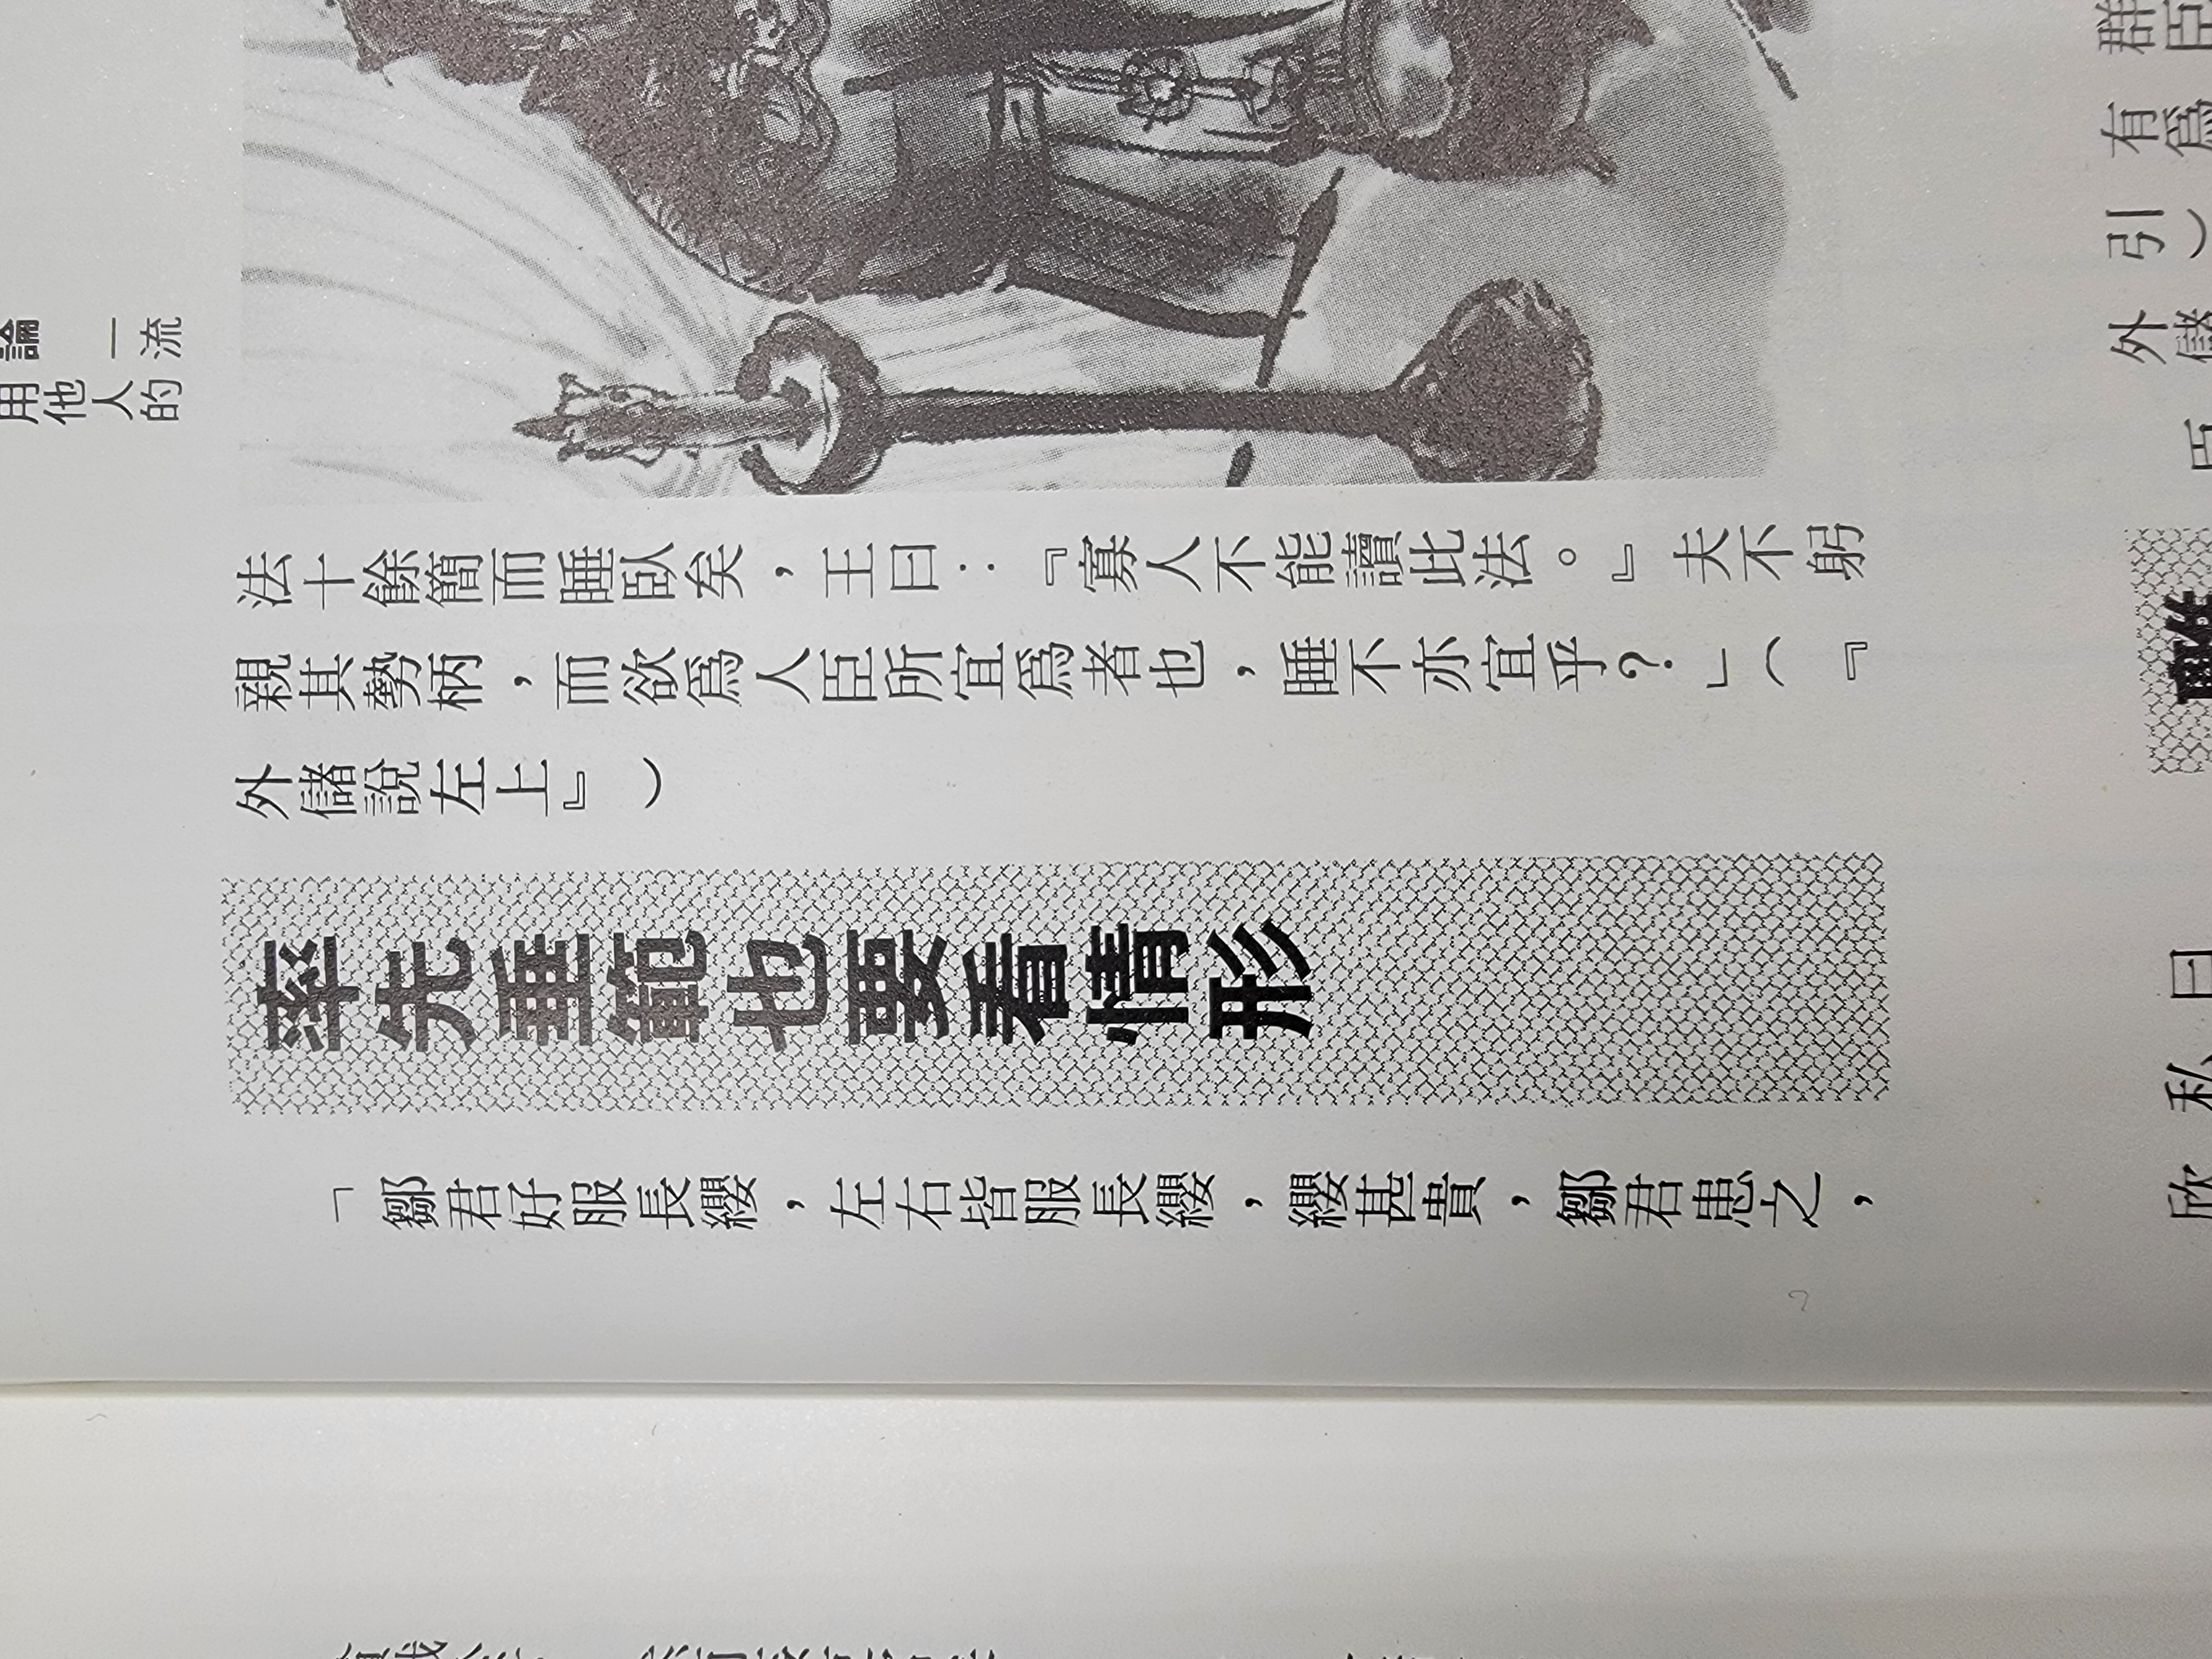 論 一流
用他人的
法十餘簡而睡臥矣，王曰：『寡人不能讀此法。』夫不躬
親其勢柄，而欲爲人臣所宜爲者也，睡不亦宜乎？」（『
外儲說左上』）
率先垂範也要看情形
「鄒君好服長纓，左右皆服長纓，纓甚貴，鄒君患之，
群臣
有爲
引）
外儲
臣
曰
私
欣